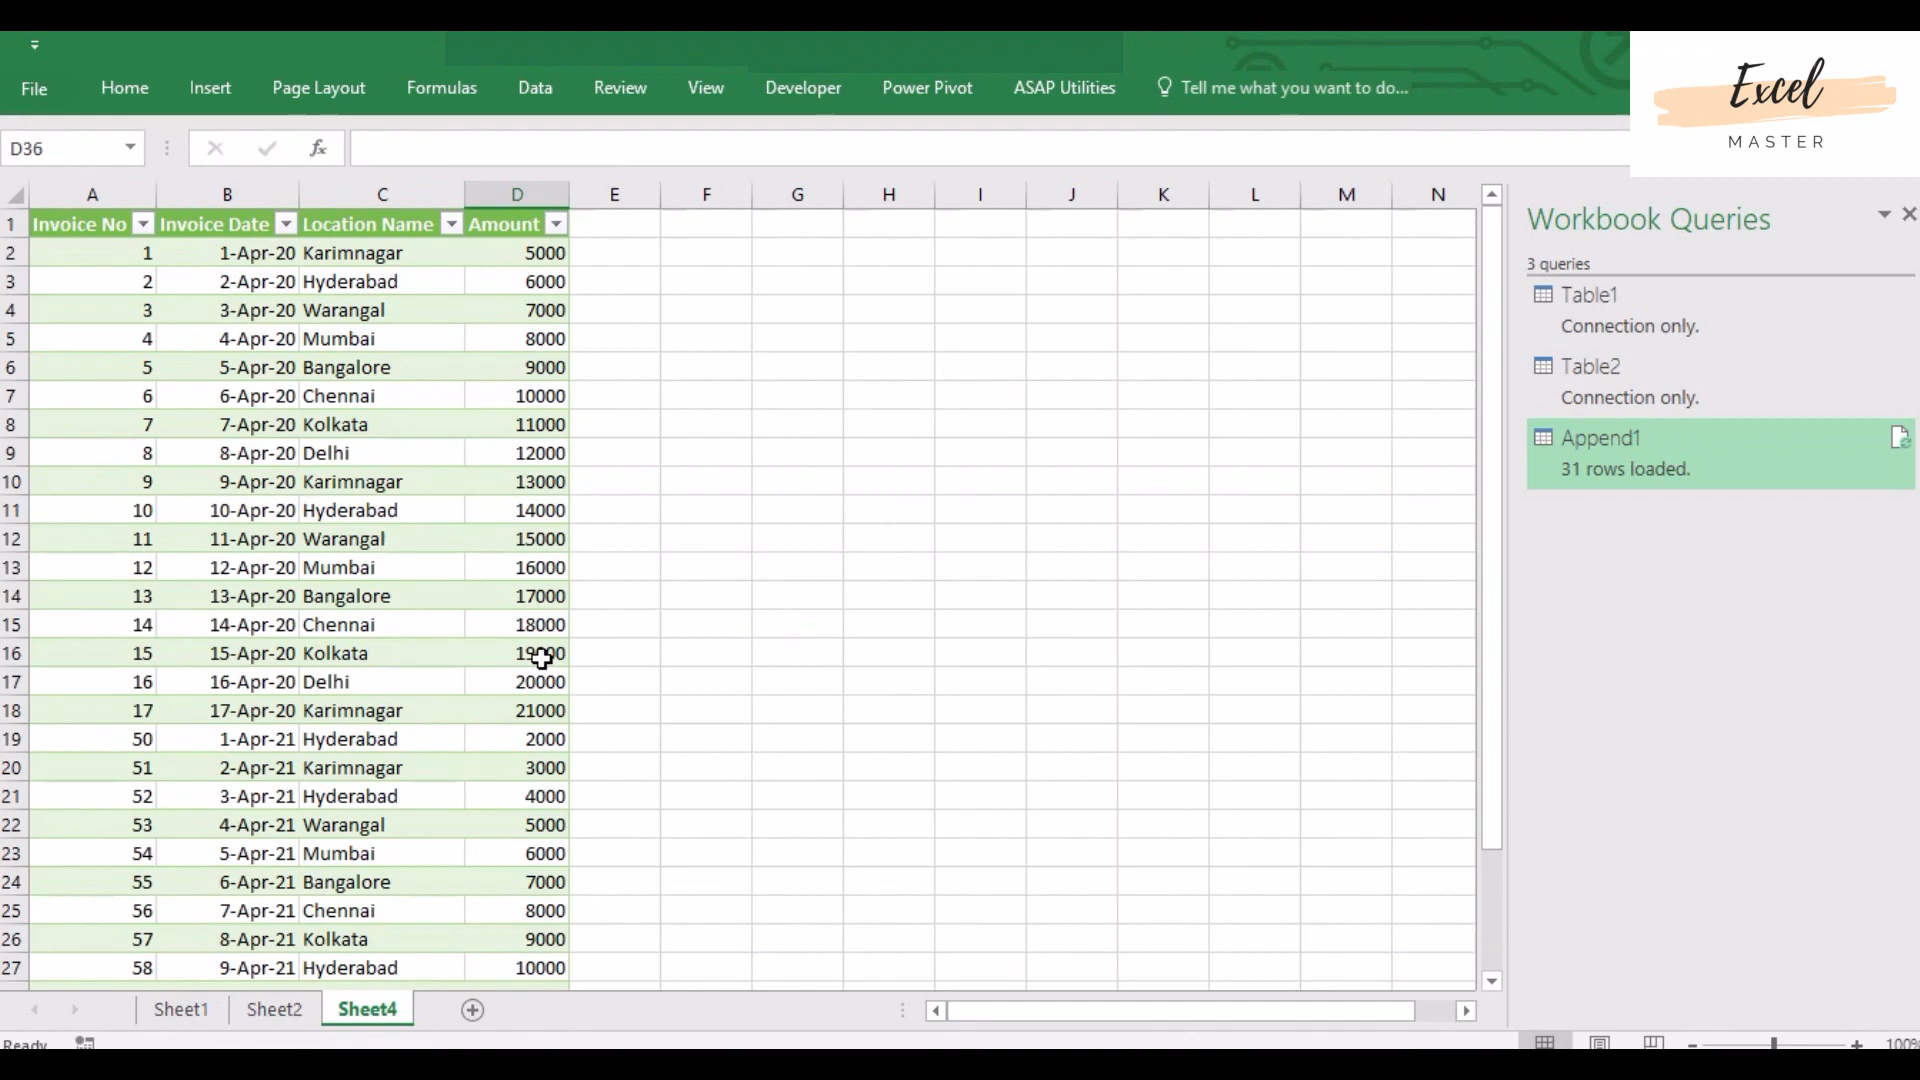 File Home Insert Page Layout Formulas Data Review View Developer Power Pivot ASAP Utilities Tell me what you want to do...
Excel
MASTER
D36 fx
A B C D E F G H I J K L M N
1 Invoice No Invoice Date Location Name Amount
2 1 1-Apr-20 Karimnagar 5000
3 2 2-Apr-20 Hyderabad 6000
4 3 3-Apr-20 Warangal 7000
5 4 4-Apr-20 Mumbai 8000
6 5 5-Apr-20 Bangalore 9000
7 6 6-Apr-20 Chennai 10000
8 7 7-Apr-20 Kolkata 11000
9 8 8-Apr-20 Delhi 12000
10 9 9-Apr-20 Karimnagar 13000
11 10 10-Apr-20 Hyderabad 14000
12 11 11-Apr-20 Warangal 15000
13 12 12-Apr-20 Mumbai 16000
14 13 13-Apr-20 Bangalore 17000
15 14 14-Apr-20 Chennai 18000
16 15 15-Apr-20 Kolkata
17 16 16-Apr-20 Delhi 20000
18 17 17-Apr-20 Karimnagar 21000
19 50 1-Apr-21 Hyderabad 2000
20 51 2-Apr-21 Karimnagar 3000
21 52 3-Apr-21 Hyderabad 4000
22 53 4-Apr-21 Warangal 5000
23 54 5-Apr-21 Mumbai 6000
24 55 6-Apr-21 Bangalore 7000
25 56 7-Apr-21 Chennai 8000
26 57 8-Apr-21 Kolkata 9000
27 58 9-Apr-21 Hyderabad 10000
Workbook Queries
3 queries
Table1
Connection only.
Table2
Connection only.
Append1
31 rows loaded.
Sheet1 Sheet2 Sheet4
Ready 100%